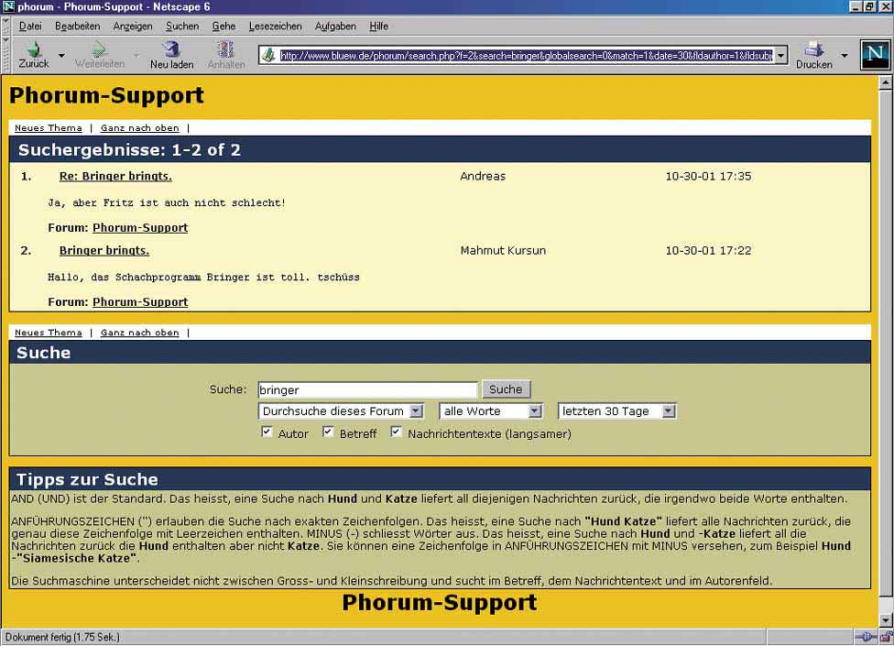 phorum - Phorum-Support - Netscape 6
Datei Bearbeiten Anzeigen Suchen Gehe Lesezeichen Aufgaben Hilfe
Zurück Weiterleiten Neu laden Anhalten http://www.bluew.de/phorum/search.php?f=2&search=bringer&globalsearch=0&match=1&date=30&fldauthor=1&fldsubj Drucken N
Phorum-Support
Neues Thema | Ganz nach oben |
Suchergebnisse: 1-2 of 2
1. Re: Bringer bringts. Andreas 10-30-01 17:35
Ja, aber Fritz ist auch nicht schlecht!
Forum: Phorum-Support
2. Bringer bringts. Mahmut Kursun 10-30-01 17:22
Hallo, das Schachprogramm Bringer ist toll. tschüss
Forum: Phorum-Support
Neues Thema | Ganz nach oben |
Suche
Suche: bringer Suche
Durchsuche dieses Forum alle Worte letzten 30 Tage
Autor Betreff Nachrichtentexte (langsamer)
Tipps zur Suche
AND (UND) ist der Standard. Das heisst, eine Suche nach Hund und Katze liefert all diejenigen Nachrichten zurück, die irgendwo beide Worte enthalten.
ANFÜHRUNGSZEICHEN (") erlauben die Suche nach exakten Zeichenfolgen. Das heisst, eine Suche nach "Hund Katze" liefert alle Nachrichten zurück, die
genau diese Zeichenfolge mit Leerzeichen enthalten. MINUS (-) schliesst Wörter aus. Das heisst, eine Suche nach Hund und -Katze liefert all die
Nachrichten zurück die Hund enthalten aber nicht Katze. Sie können eine Zeichenfolge in ANFÜHRUNGSZEICHEN mit MINUS versehen, zum Beispiel Hund
-"Siamesische Katze".
Die Suchmaschine unterscheidet nicht zwischen Gross- und Kleinschreibung und sucht im Betreff, dem Nachrichtentext und im Autorenfeld.
Phorum-Support
Dokument fertig (1.75 Sek.)